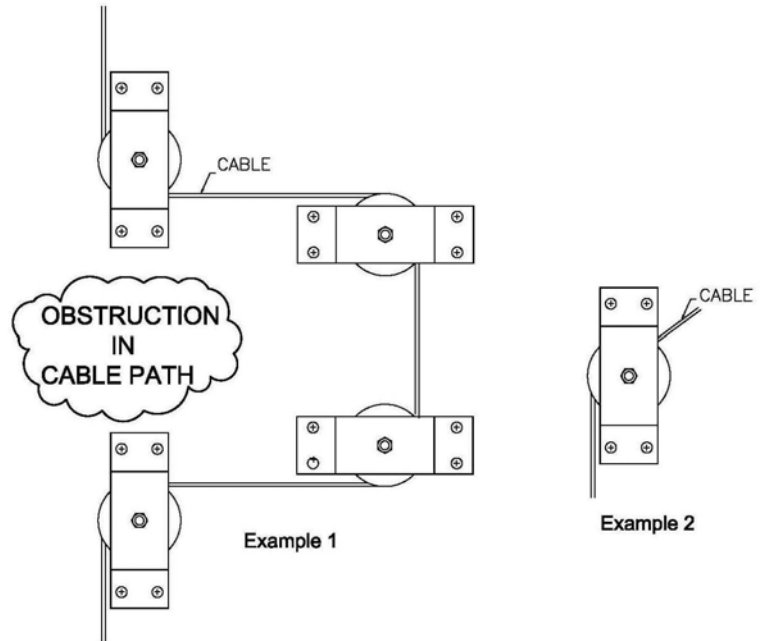 CABLE
OBSTRUCTION
IN
CABLE PATH
CABLE
Example 1
Example 2